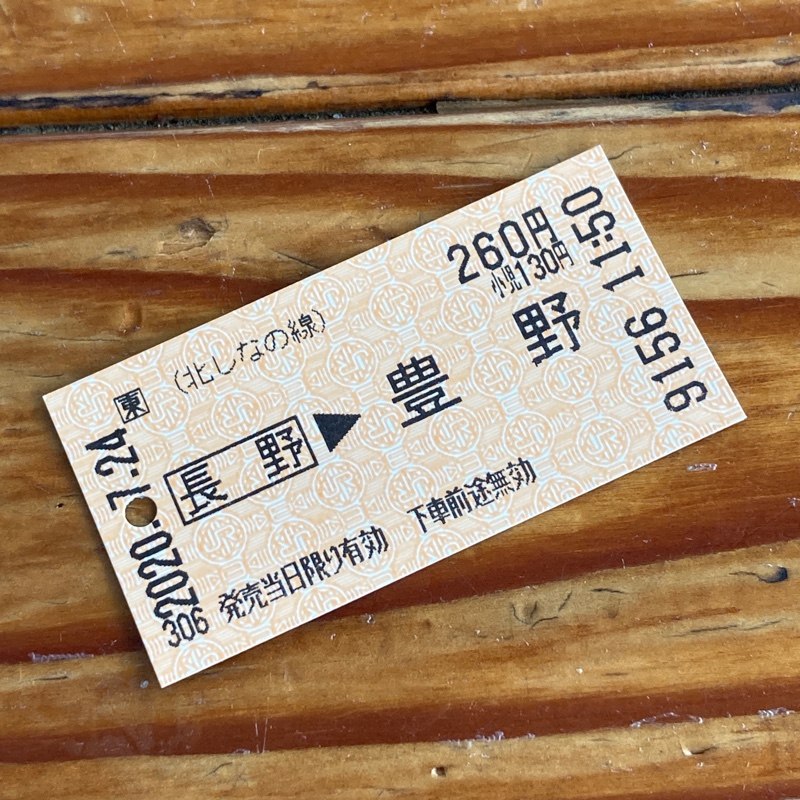 260円
小児130円
(北しなの線)
東
長野▶豊野
発売当日限り有効 下車前途無効
2020.-7.24
306
11:50
9156